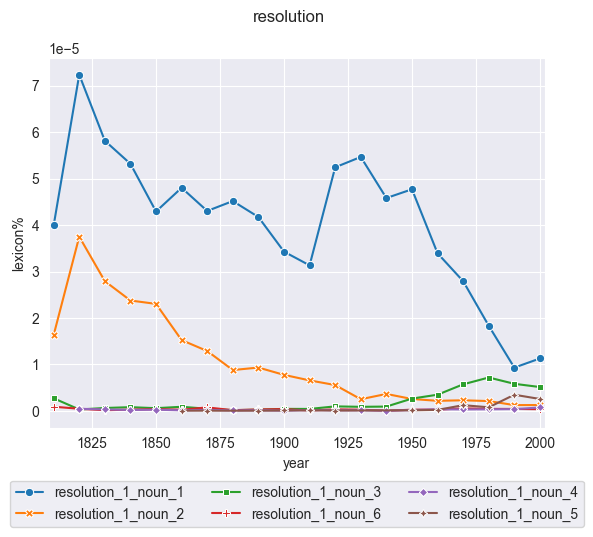 resolution
1e−5
7
6
5
4
3
2
1
0
lexicon%
1825 1850 1875 1900 1925 1950 1975 2000
year
resolution_1_noun_1 resolution_1_noun_3 resolution_1_noun_4
resolution_1_noun_2 resolution_1_noun_6 resolution_1_noun_5